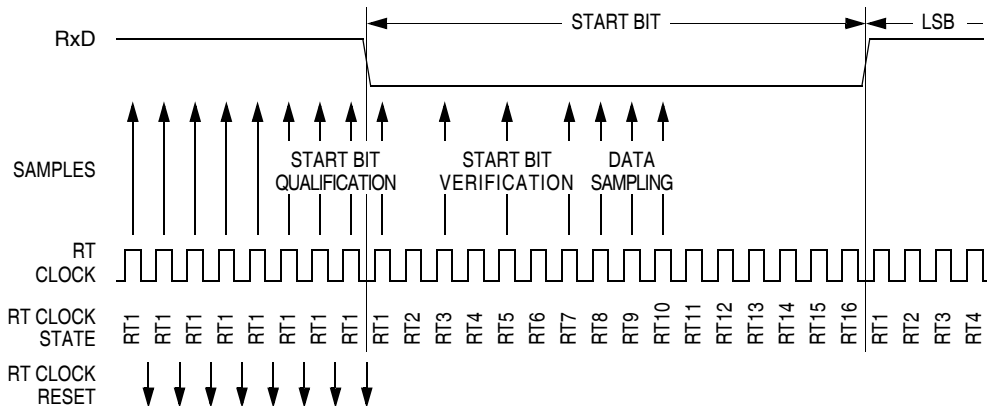 START BIT
LSB
RxD
SAMPLES
START BIT
QUALIFICATION
START BIT
VERIFICATION
DATA
SAMPLING
RT
CLOCK
RT CLOCK
STATE
RT1 RT1 RT1 RT1 RT1 RT1 RT1 RT1 RT1 RT2 RT3 RT4 RT5 RT6 RT7 RT8 RT9 RT10 RT11 RT12 RT13 RT14 RT15 RT16 RT1 RT2 RT3 RT4
RT CLOCK
RESET